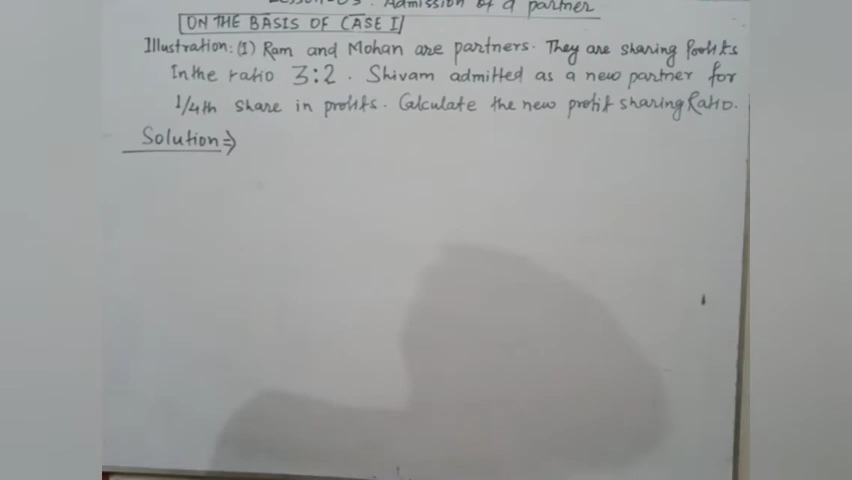 Lesson-03. Admission of a partner
ON THE BASIS OF CASE I
Illustration: (1) Ram and Mohan are partners. They are sharing Profits
In the ratio 3:2. Shivam admitted as a new partner for
1/4th share in profits. Calculate the new profit sharing Ratio.
Solution ⇒